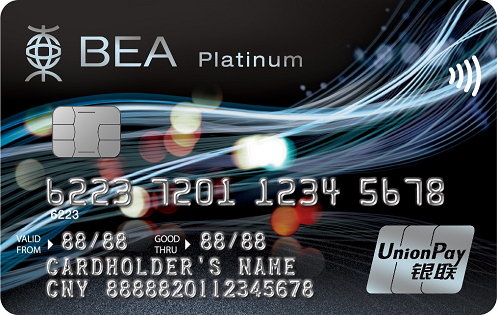 BEA Platinum
6223 7201 1234 5678
6223
VALID FROM 88/88 GOOD THRU 88/88
CARDHOLDER'S NAME
CNY 8888820112345678
UnionPay
银联